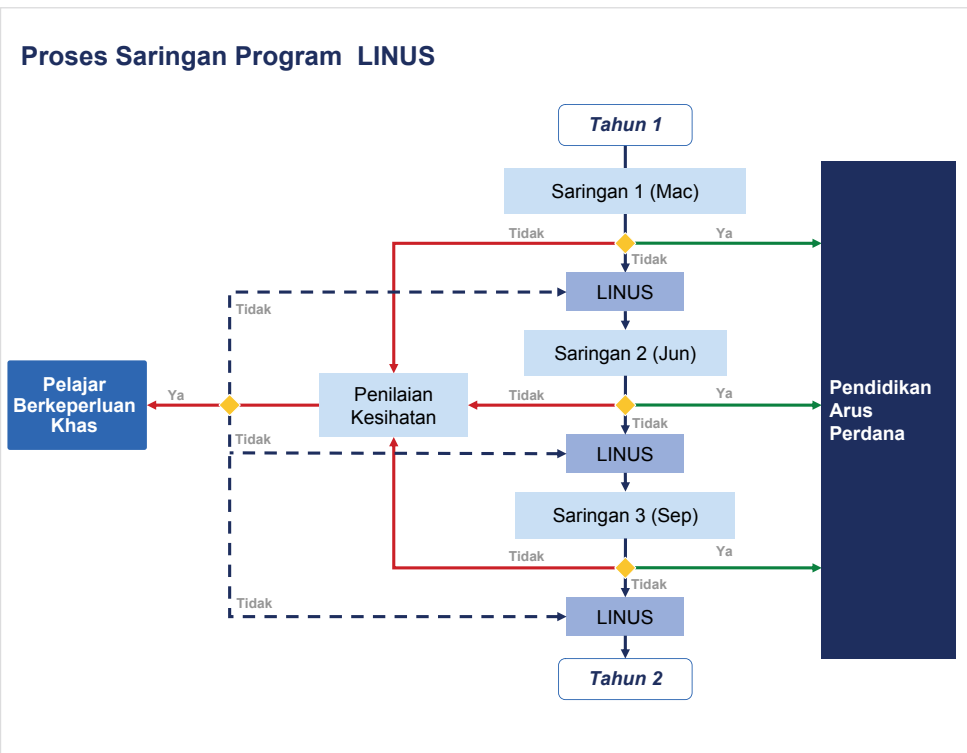 Proses Saringan Program LINUS
Tahun 1
Saringan 1 (Mac)
Tidak
Ya
Tidak
LINUS
Tidak
Saringan 2 (Jun)
Pelajar
Berkeperluan
Khas
Ya
Penilaian
Kesihatan
Tidak
Ya
Pendidikan
Arus
Perdana
Tidak
Tidak
LINUS
Saringan 3 (Sep)
Tidak
Ya
Tidak
Tidak
LINUS
Tahun 2